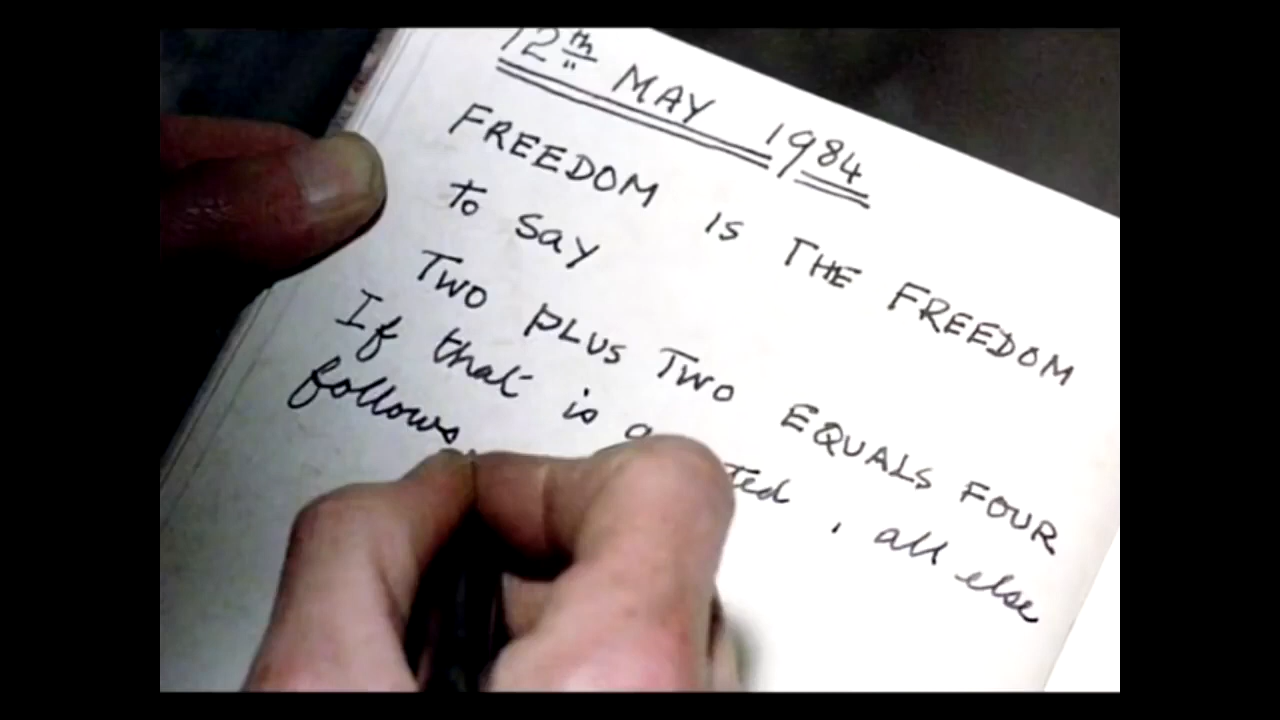 12th MAY 1984
FREEDOM IS THE FREEDOM
to say
TWO PLUS TWO EQUALS FOUR
If that is , all else
follows